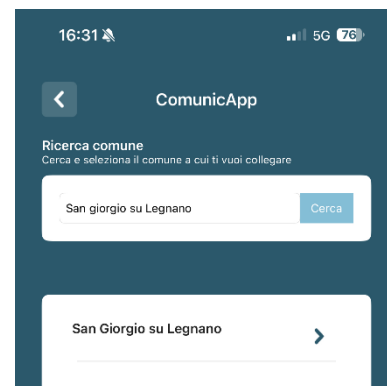 16:31 5G 76
ComunicApp
Ricerca comune
Cerca e seleziona il comune a cui ti vuoi collegare
San giorgio su Legnano Cerca
San Giorgio su Legnano